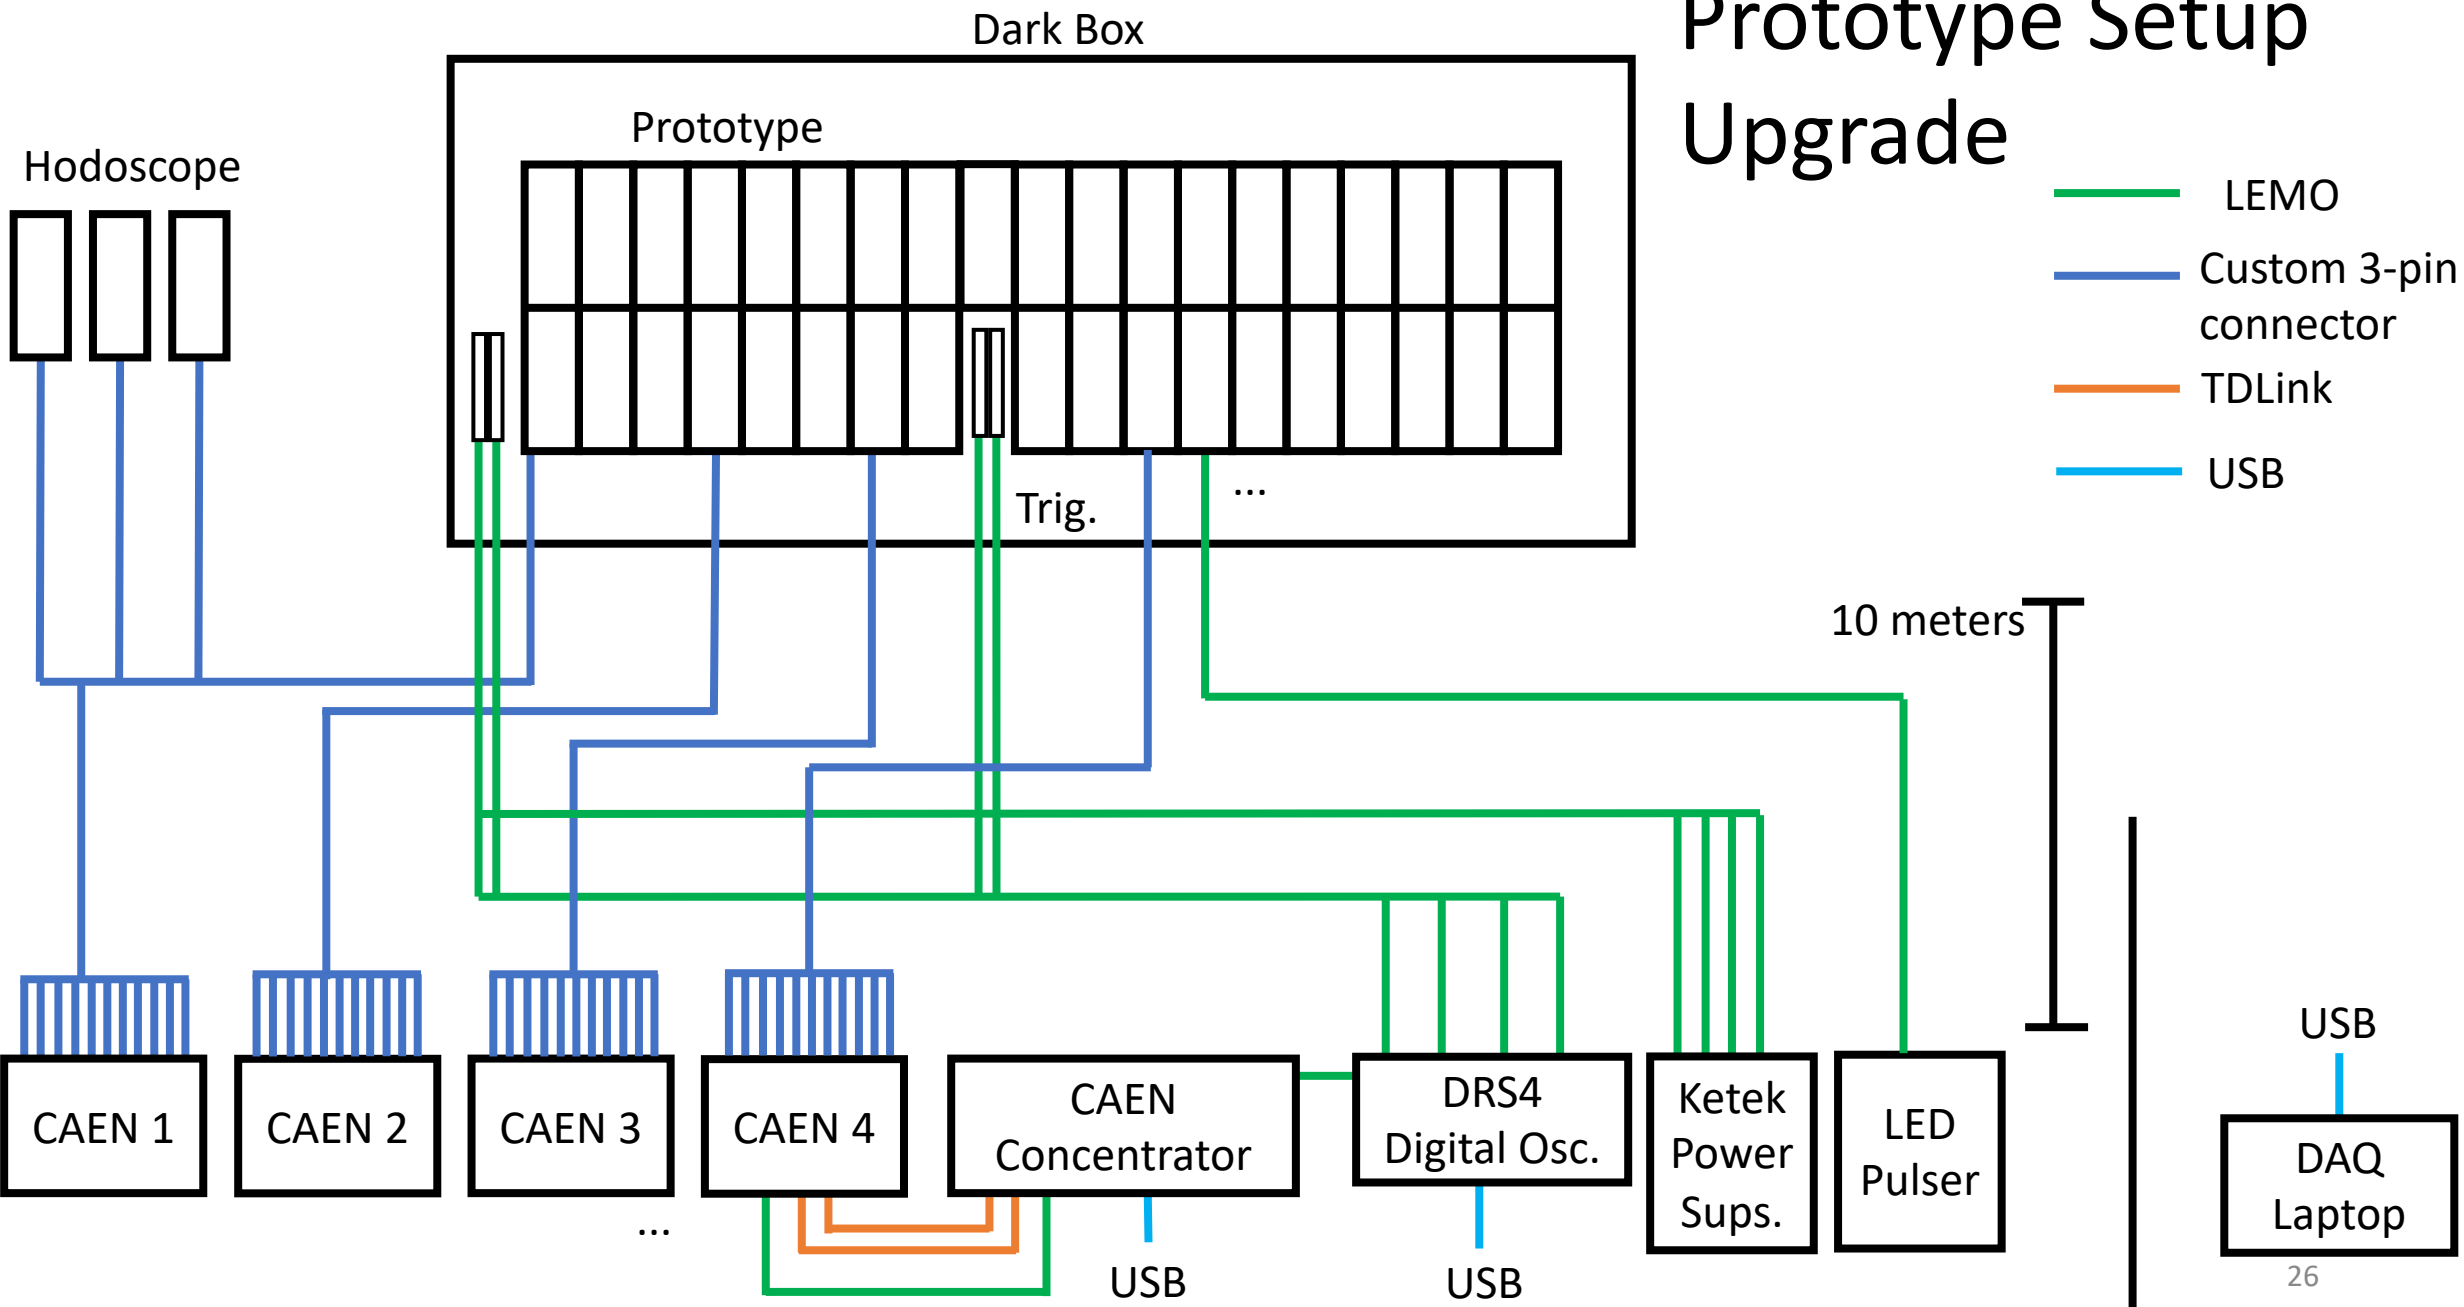 Prototype Setup
Upgrade
Dark Box
Prototype
Hodoscope
LEMO
Custom 3-pin
connector
TDLink
USB
...
Trig.
10 meters
USB
CAEN 1
CAEN 2
CAEN 3
CAEN 4
CAEN
Concentrator
DRS4
Digital Osc.
Ketek
Power
Sups.
LED
Pulser
DAQ
Laptop
...
USB
USB
26